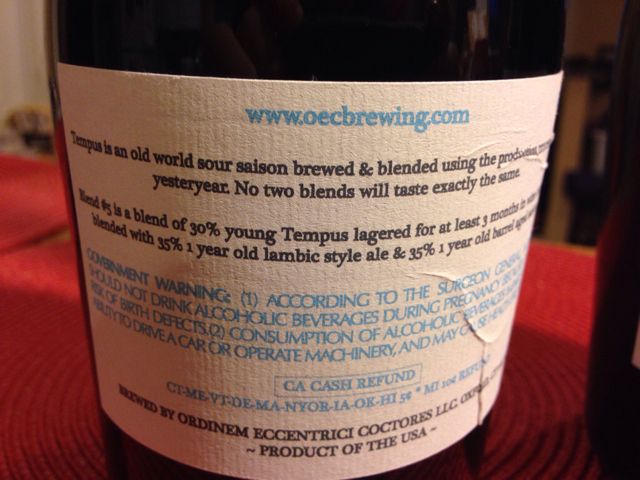 www.oecbrewing.com
Tempus is an old world sour saison brewed & blended using the
yesteryear. No two blends will taste exactly the same.
Blend #5 is a blend of 30% young Tempus lagered for at least 3 months in
blended with 35% 1 year old lambic style ale & 35% 1 year old barrel aged
GOVERNMENT WARNING: (1) ACCORDING TO THE SURGEON GENERAL
SHOULD NOT DRINK ALCOHOLIC BEVERAGES DURING PREGNANCY
RISK OF BIRTH DEFECTS.(2) CONSUMPTION OF ALCOHOLIC BEVERAGES
ABILITY TO DRIVE A CAR OR OPERATE MACHINERY, AND MAY CAUSE
CA CASH REFUND
CT-ME-VT-DE-MA-NYOR-IA-OK-HI 5¢ * MI 10¢ REFUND
BREWED BY ORDINEM ECCENTRICI COCTORES LLC.
~ PRODUCT OF THE USA ~